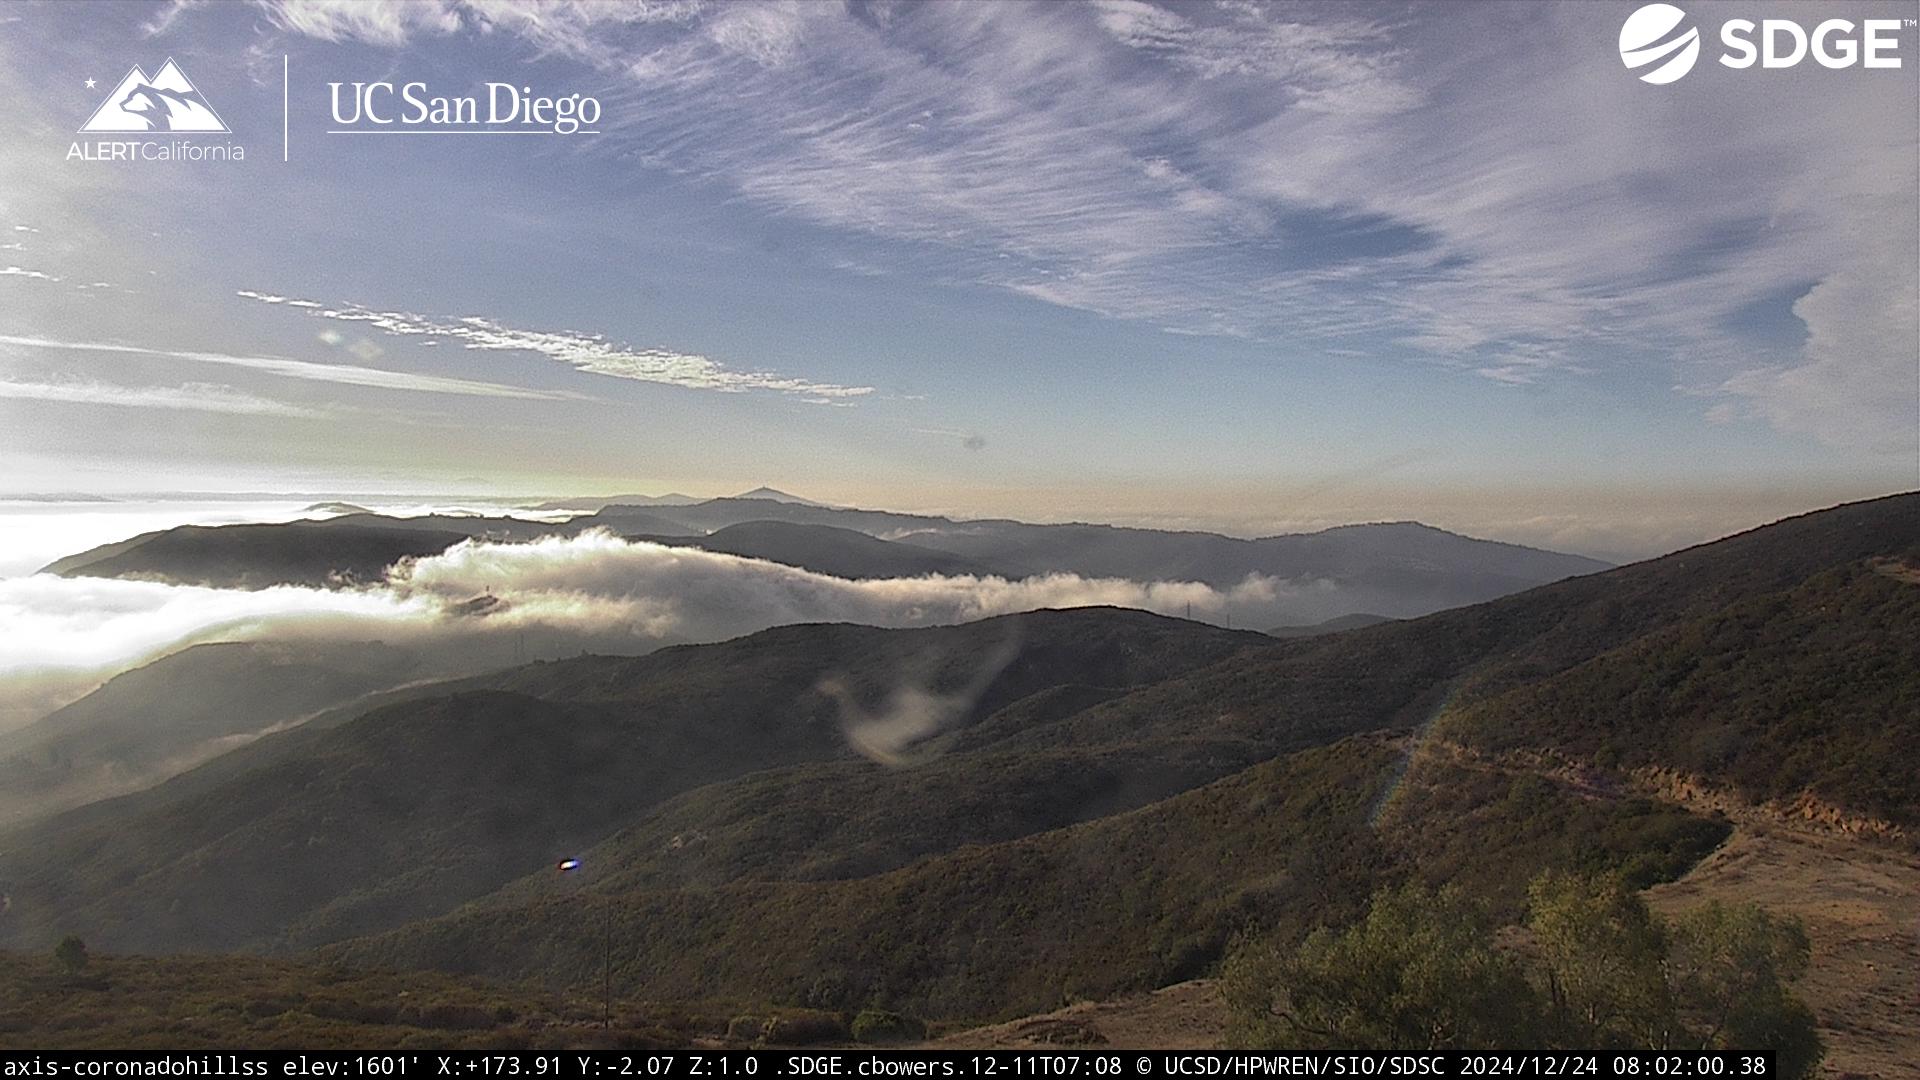 ALERTCalifornia
UC San Diego
SDGE™
axis-coronadohillss elev:1601' X:+173.91 Y:-2.07 Z:1.0 .SDGE.cbowers.12-11T07:08 © UCSD/HPWREN/SIO/SDSC 2024/12/24 08:02:00.38